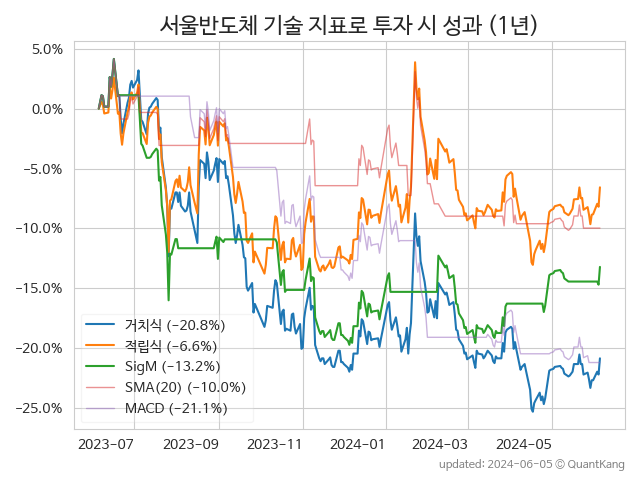 서울반도체 기술 지표로 투자 시 성과 (1년)
5.0%
0.0%
−5.0%
−10.0%
−15.0%
−20.0%
−25.0%
거치식 (−20.8%)
적립식 (−6.6%)
SigM (−13.2%)
SMA(20) (−10.0%)
MACD (−21.1%)
2023-07 2023-09 2023-11 2024-01 2024-03 2024-05
updated: 2024-06-05 © QuantKang